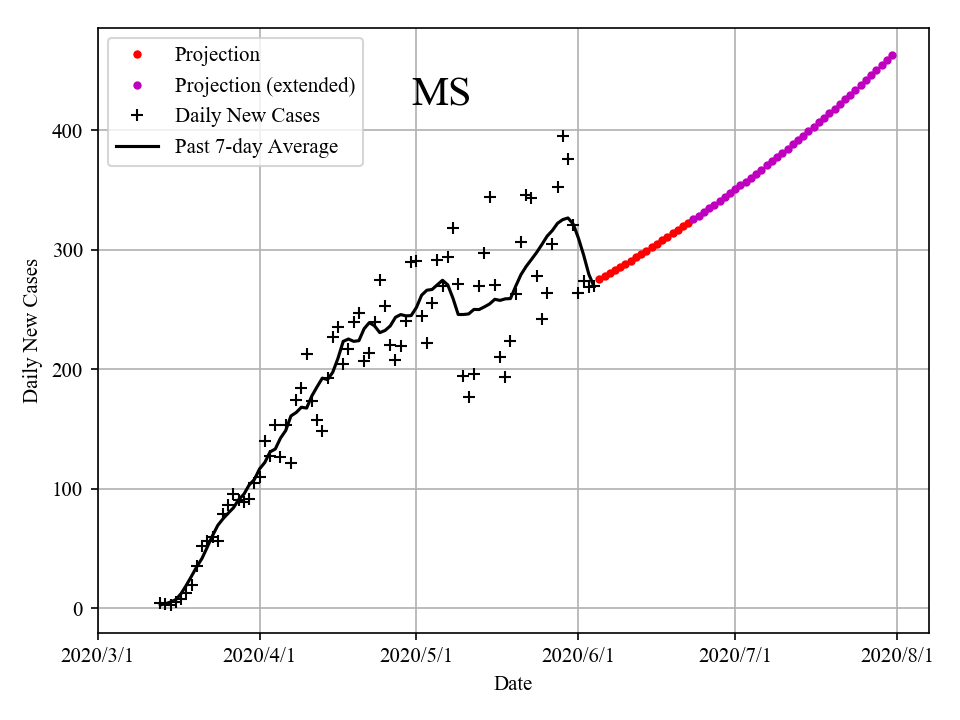 Projection
Projection (extended)
Daily New Cases
Past 7-day Average
MS
Daily New Cases
400
300
200
100
0
2020/3/1 2020/4/1 2020/5/1 2020/6/1 2020/7/1 2020/8/1
Date